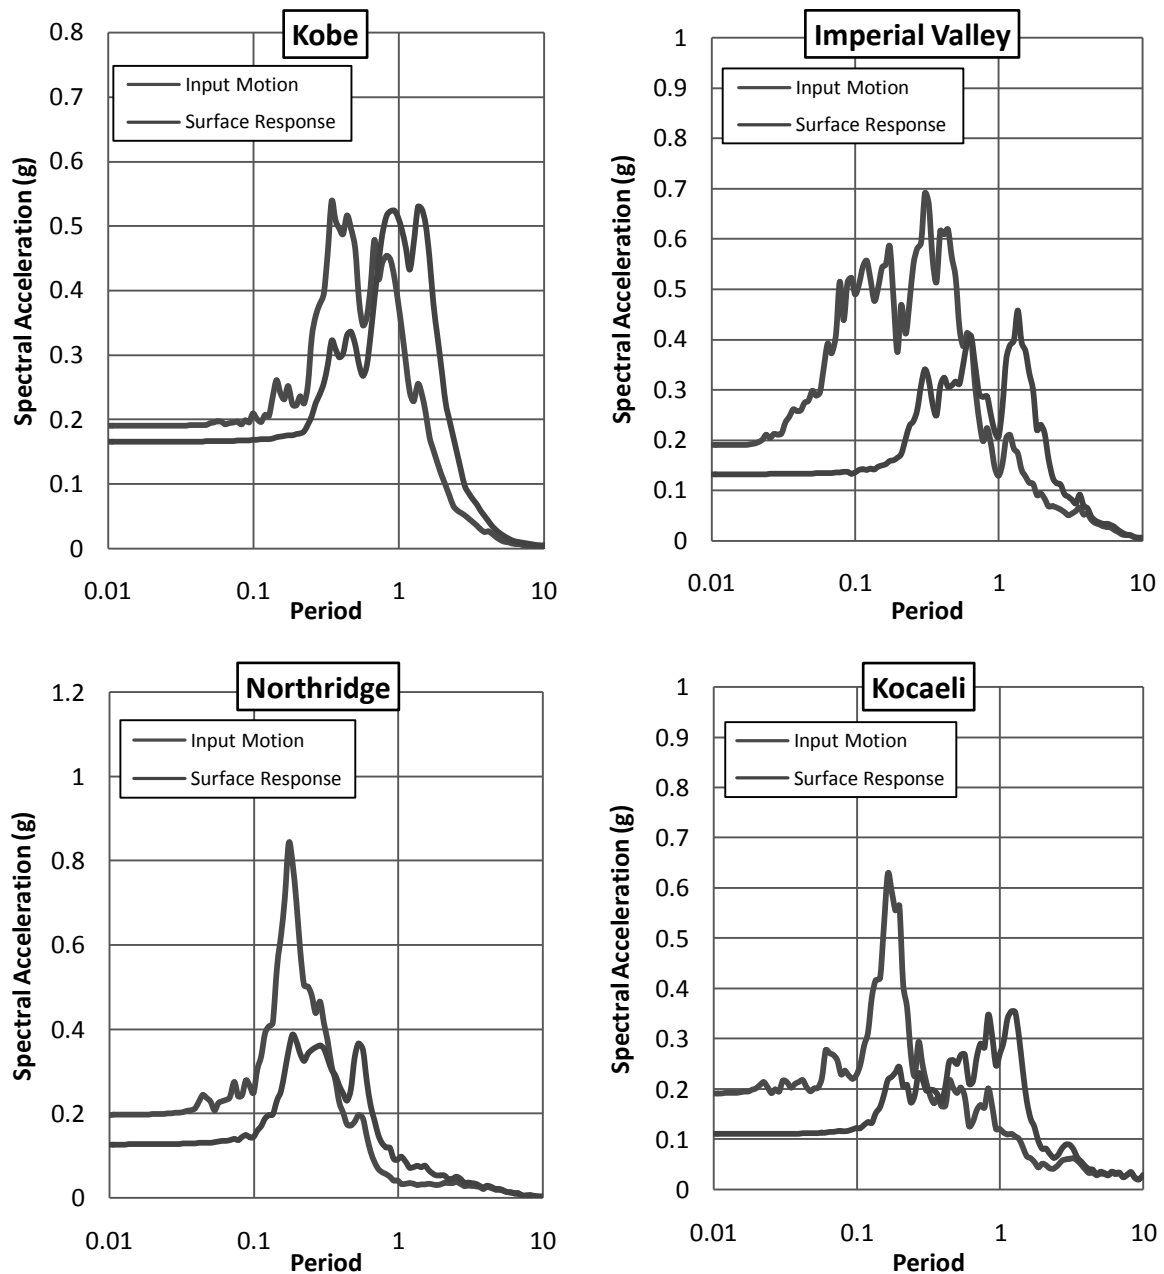 Kobe
0.8
0.7
0.6
0.5
0.4
0.3
0.2
0.1
0
Input Motion
Surface Response
Spectral Acceleration (g)
0.01 0.1 1 10
Period
Imperial Valley
1
0.9
0.8
0.7
0.6
0.5
0.4
0.3
0.2
0.1
0
Input Motion
Surface Response
Spectral Acceleration (g)
0.01 0.1 1 10
Period
Northridge
1.2
1
0.8
0.6
0.4
0.2
0
Input Motion
Surface Response
Spectral Acceleration (g)
0.01 0.1 1 10
Period
Kocaeli
1
0.9
0.8
0.7
0.6
0.5
0.4
0.3
0.2
0.1
0
Input Motion
Surface Response
Spectral Acceleration (g)
0.01 0.1 1 10
Period